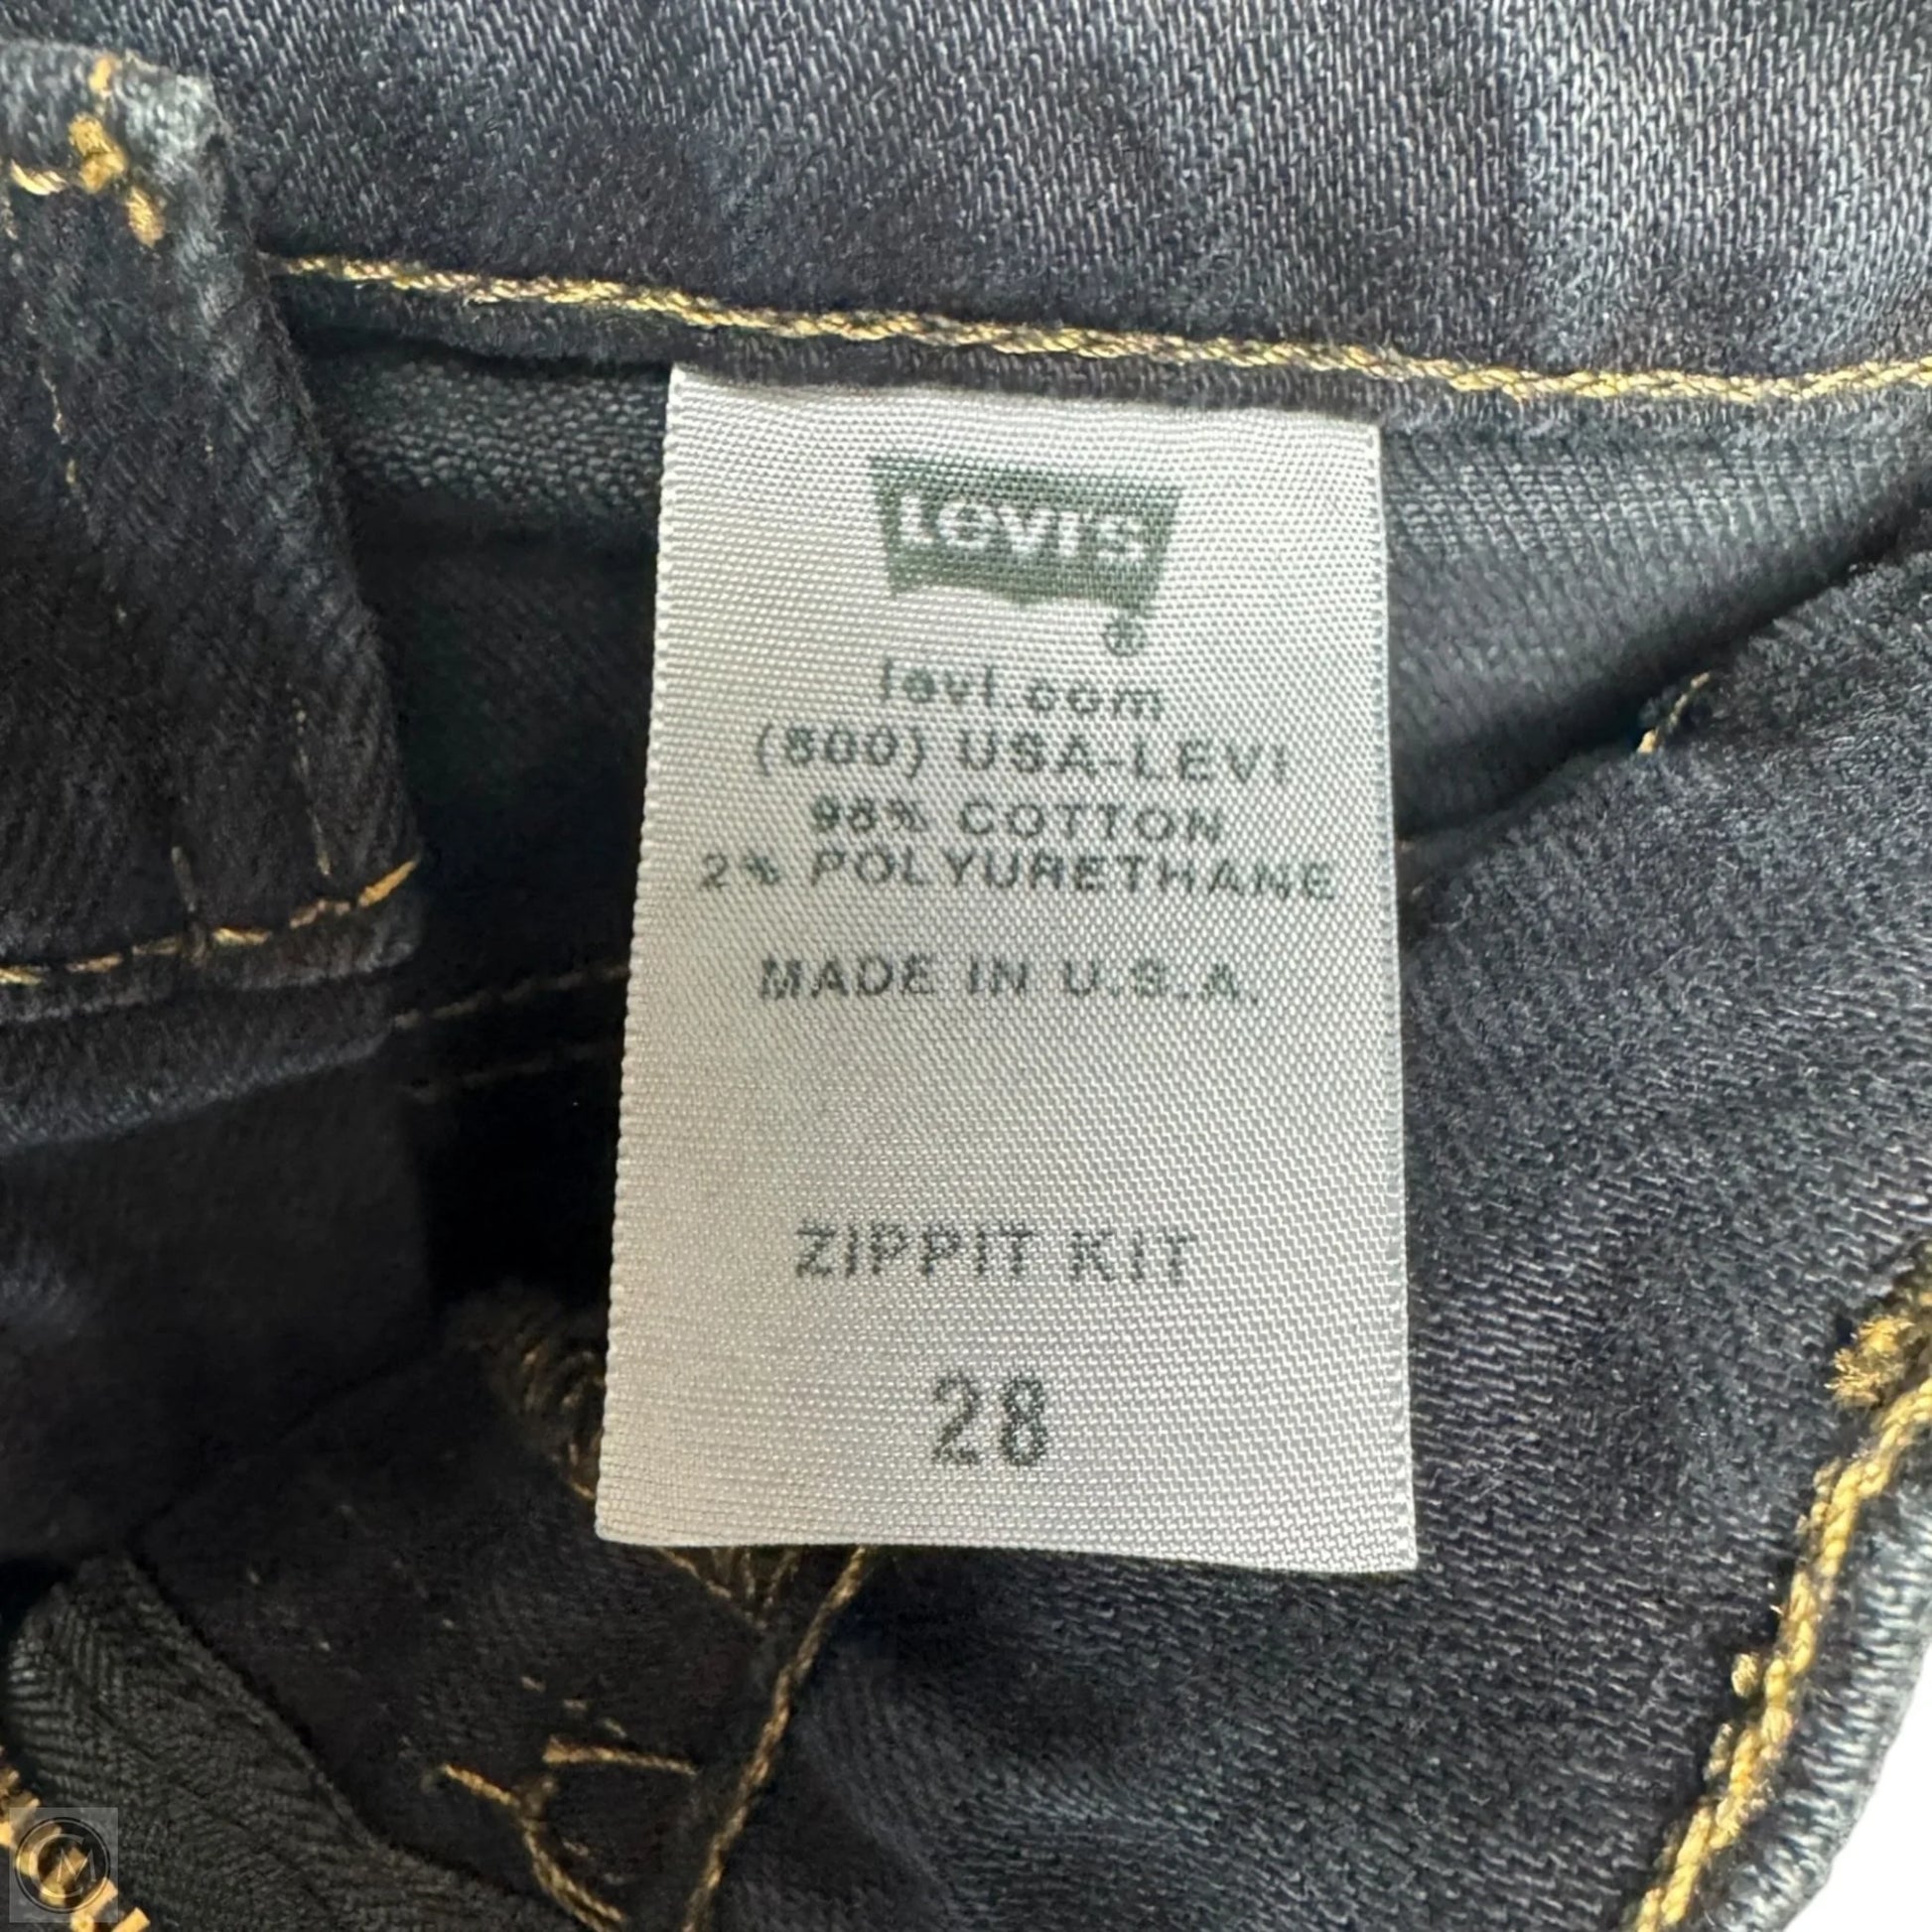 LEVI'S
®
levi.com
(800) USA-LEVI
98% COTTON
2% POLYURETHANE
MADE IN U.S.A.
ZIPPIT KIT
28